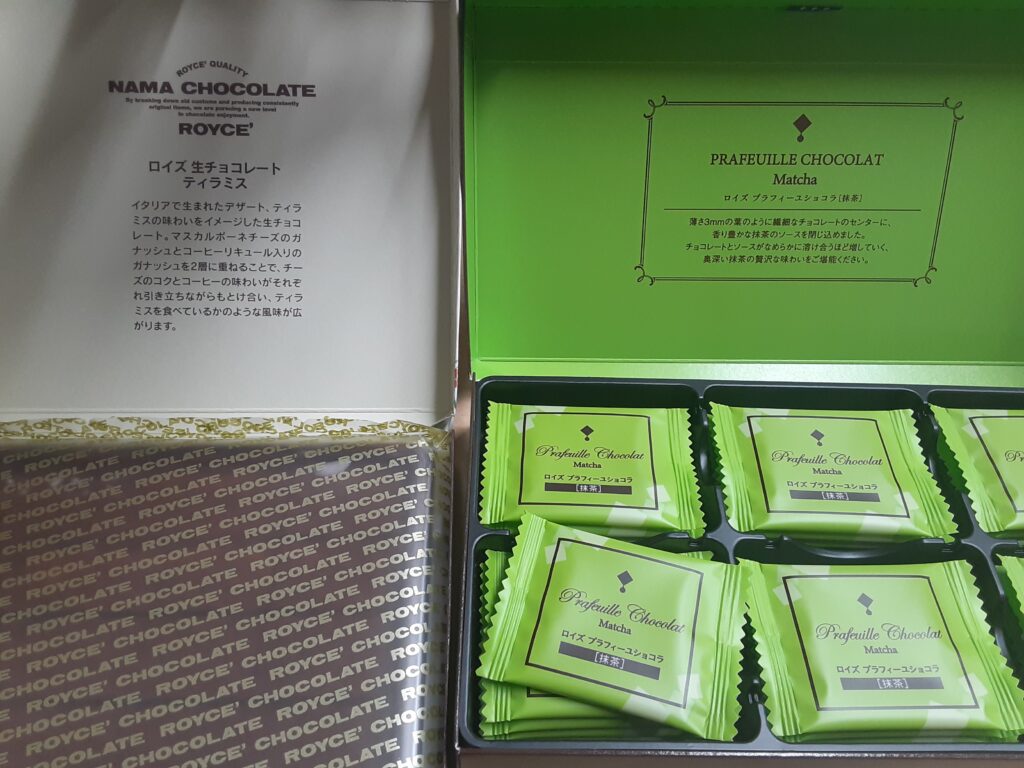 ROYCE' QUALITY
NAMA CHOCOLATE
By breaking down old customs and producing consistently
original items, we are pursuing a new level
in chocolate enjoyment.
ROYCE'
ロイズ 生チョコレート
ティラミス
イタリアで生まれたデザート、ティラ
ミスの味わいをイメージした生チョコ
レート。マスカルポーネチーズのガ
ナッシュとコーヒーリキュール入りの
ガナッシュを2層に重ねることで、チー
ズのコクとコーヒーの味わいがそれぞ
れ引き立ちながらもとけ合い、ティラ
ミスを食べているかのような風味が広
がります。
PRAFEUILLE CHOCOLAT
Matcha
ロイズ プラフィーユショコラ[抹茶]
薄さ3mmの葉のように繊細なチョコレートのセンターに、
香り豊かな抹茶のソースを閉じ込めました。
チョコレートとソースがなめらかに溶け合うほど増していく、
奥深い抹茶の贅沢な味わいをご堪能ください。
Prafeuille Chocolat
Matcha
ロイズ プラフィーユショコラ
[抹茶]
Prafeuille Chocolat
Matcha
ロイズ プラフィーユショコラ
[抹茶]
Prafeuille Chocolat
Matcha
ロイズ プラフィーユショコラ
[抹茶]
Prafeuille Chocolat
Matcha
ロイズ プラフィーユショコラ
[抹茶]
ROYCE' CHOCOLATE ROYCE' CHOCOLATE